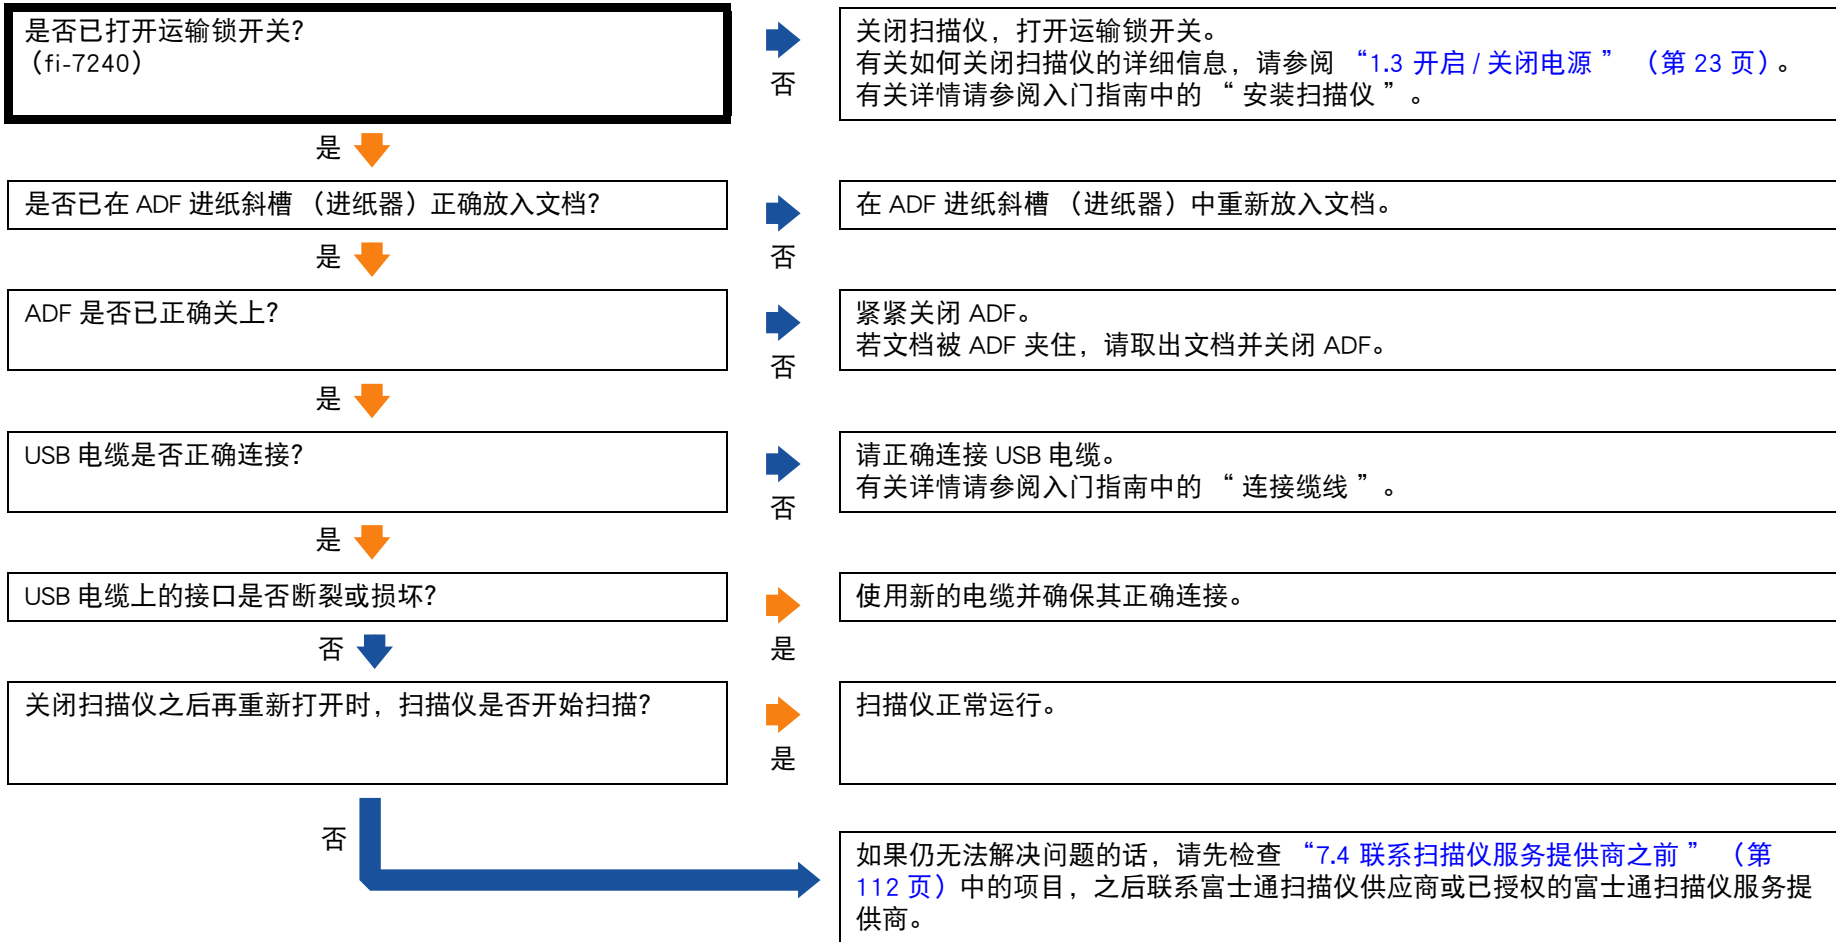 是否已打开运输锁开关?
（fi-7240）
否
关闭扫描仪，打开运输锁开关。
有关如何关闭扫描仪的详细信息，请参阅 “1.3 开启 / 关闭电源 ” （第 23 页）。
有关详情请参阅入门指南中的 “ 安装扫描仪 ”。
是
是否已在 ADF 进纸斜槽 （进纸器）正确放入文档?
否
在 ADF 进纸斜槽 （进纸器）中重新放入文档。
是
ADF 是否已正确关上?
否
紧紧关闭 ADF。
若文档被 ADF 夹住，请取出文档并关闭 ADF。
是
USB 电缆是否正确连接?
否
请正确连接 USB 电缆。
有关详情请参阅入门指南中的 “ 连接缆线 ”。
是
USB 电缆上的接口是否断裂或损坏?
是
使用新的电缆并确保其正确连接。
否
关闭扫描仪之后再重新打开时，扫描仪是否开始扫描?
是
扫描仪正常运行。
否
如果仍无法解决问题的话，请先检查 “7.4 联系扫描仪服务提供商之前 ” （第
112 页）中的项目，之后联系富士通扫描仪供应商或已授权的富士通扫描仪服务提
供商。